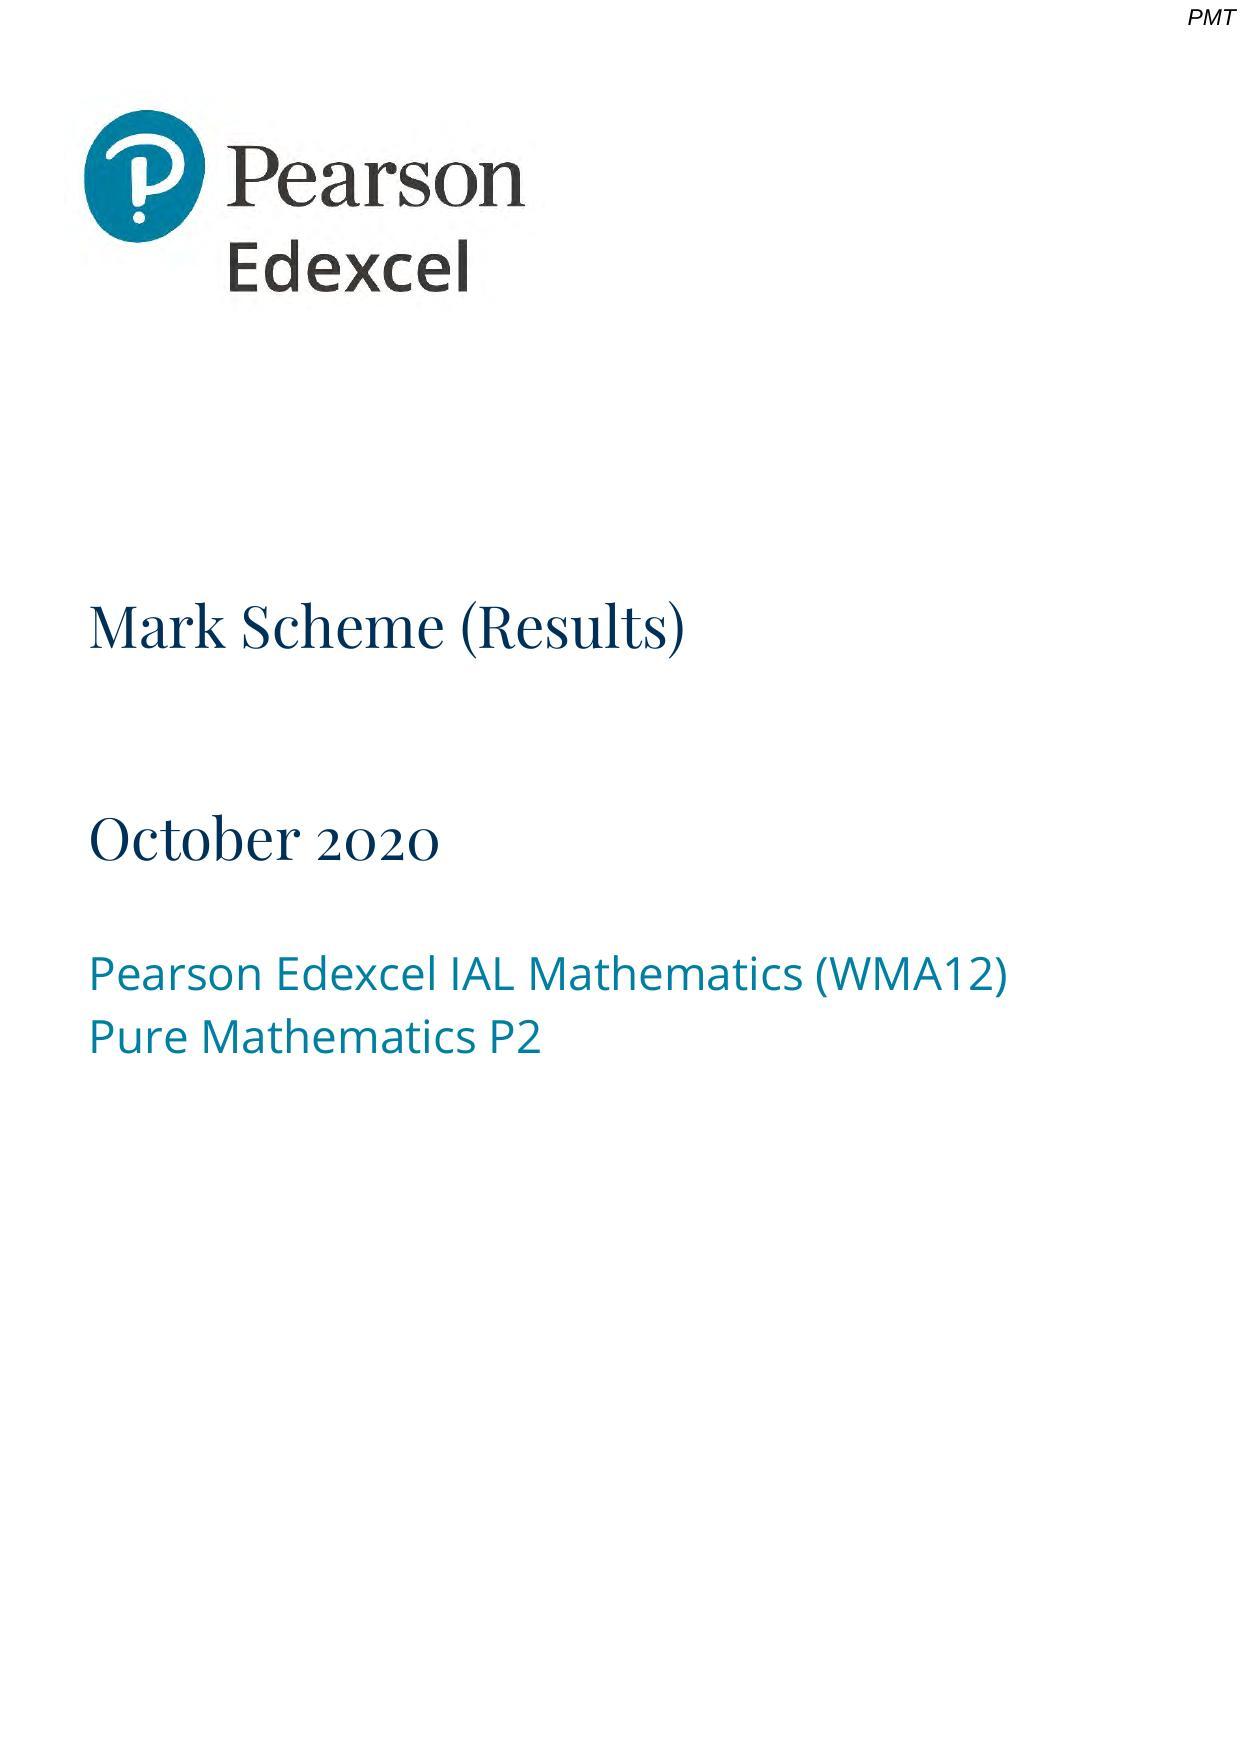 PMT
Pearson
Edexcel
Mark Scheme (Results)
October 2020
Pearson Edexcel IAL Mathematics (WMA12)
Pure Mathematics P2